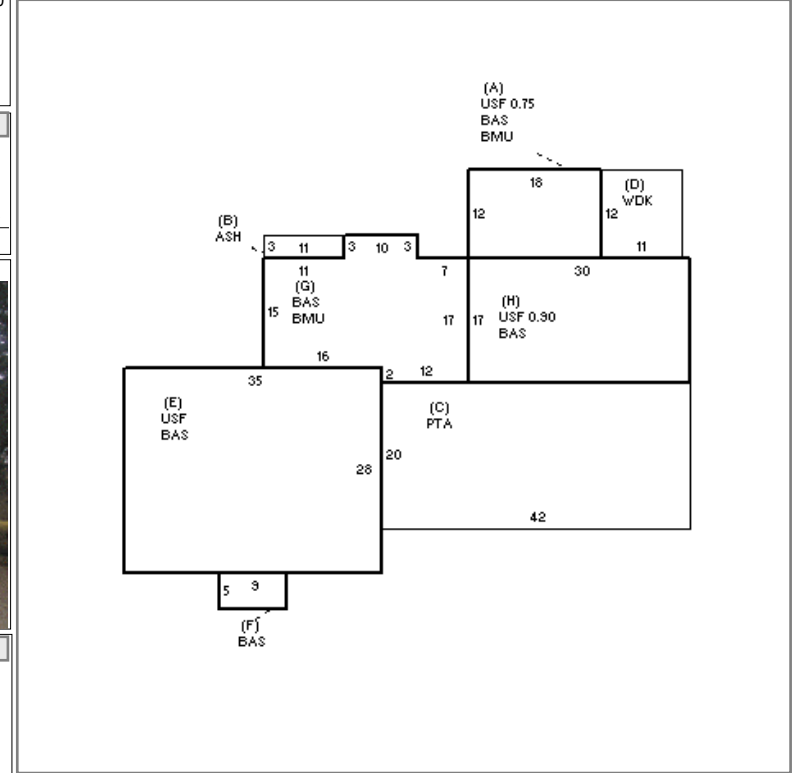 (A)
USF 0.75
BAS
BMU
18
12
(D)
WDK
12
11
(B)
ASH
3 11 3 10 3
11
7
30
(G)
BAS
BMU
15
17
17
(H)
USF 0.90
BAS
16
2 12
35
(E)
USF
BAS
(C)
PTA
28
20
42
5 9
(F)
BAS